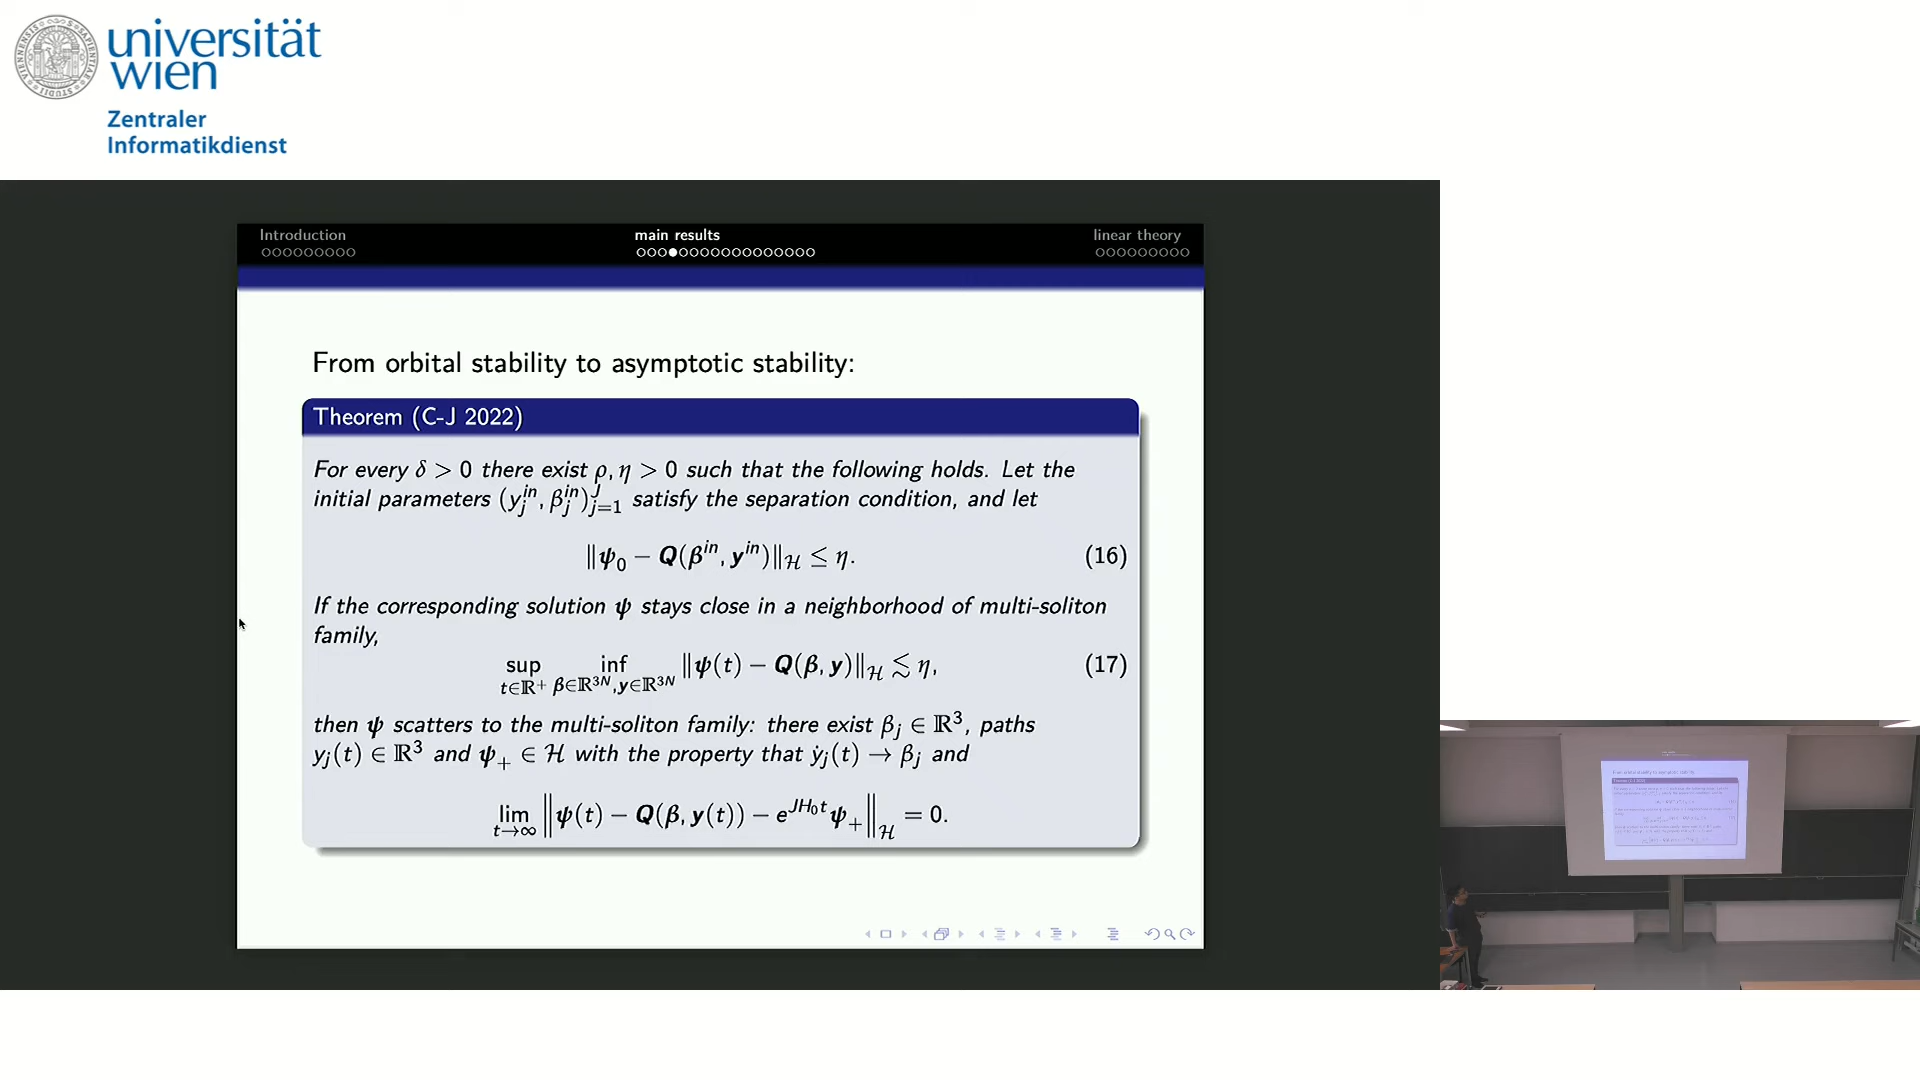 universität
wien
Zentraler
Informatikdienst
Introduction
main results
linear theory
From orbital stability to asymptotic stability:
Theorem (C-J 2022)
For every δ > 0 there exist ρ, η > 0 such that the following holds. Let the
initial parameters (y_j^{in}, β_j^{in})_{j=1}^J satisfy the separation condition, and let
‖ψ_0 − Q(β^{in}, y^{in})‖_ℋ ≤ η. (16)
If the corresponding solution ψ stays close in a neighborhood of multi-soliton
family,
sup_{t∈ℝ^+} inf_{β∈ℝ^{3N},y∈ℝ^{3N}} ‖ψ(t) − Q(β, y)‖_ℋ ≲ η, (17)
then ψ scatters to the multi-soliton family: there exist β_j ∈ ℝ^3, paths
y_j(t) ∈ ℝ^3 and ψ_+ ∈ ℋ with the property that ẏ_j(t) → β_j and
lim_{t→∞} ‖ψ(t) − Q(β, y(t)) − e^{JH_0t}ψ_+‖_ℋ = 0.